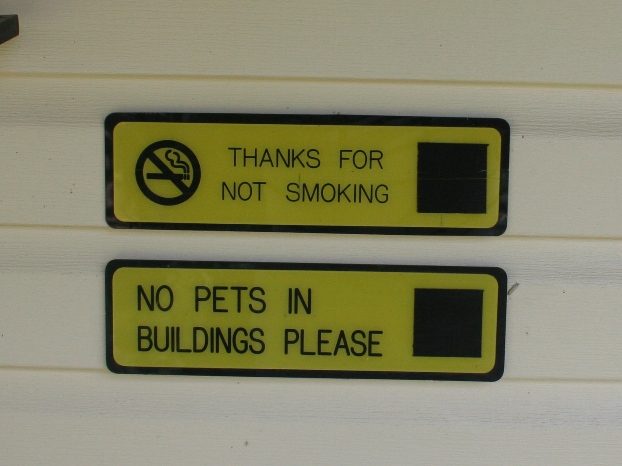 THANKS FOR
NOT SMOKING
NO PETS IN
BUILDINGS PLEASE